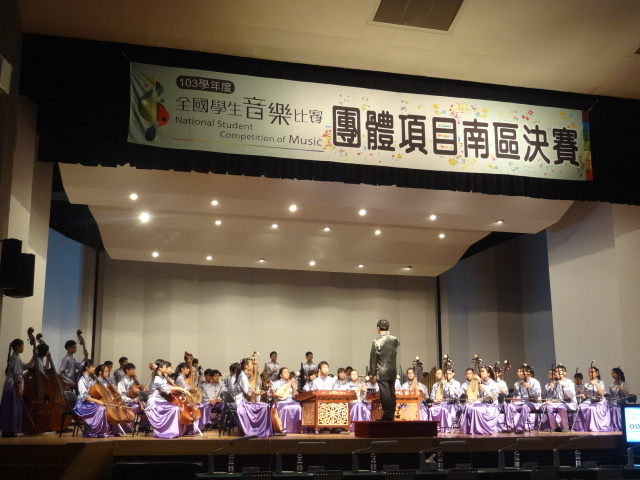 103學年度
全國學生音樂比賽
National Student
Competition of Music
團體項目南區決賽